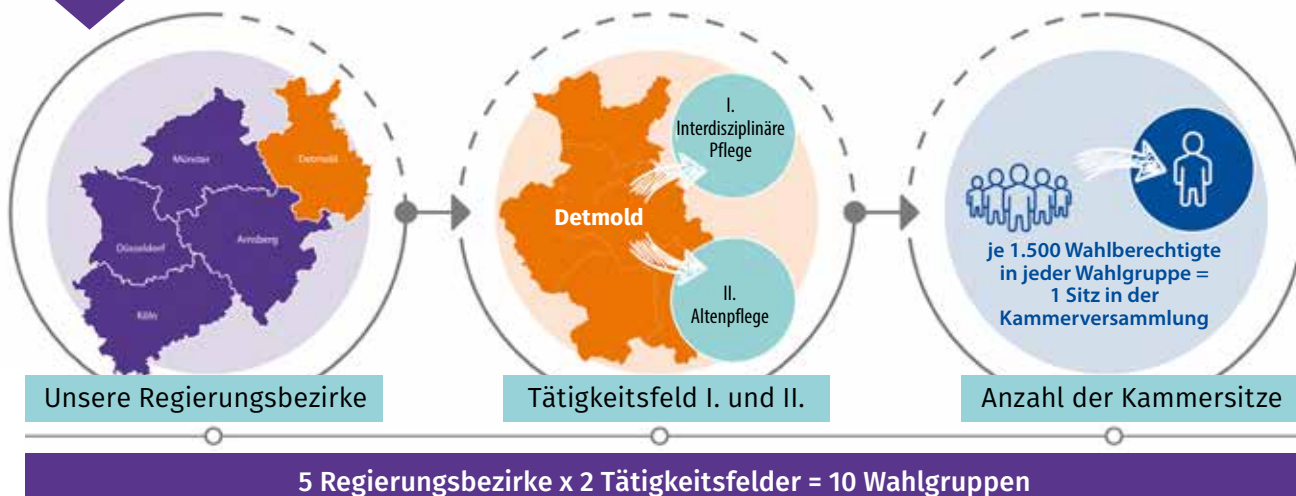 Münster
Detmold
Düsseldorf
Arnsberg
Köln
I.
Interdisziplinäre
Pflege
Detmold
II.
Altenpflege
je 1.500 Wahlberechtigte
in jeder Wahlgruppe =
1 Sitz in der
Kammerversammlung
Unsere Regierungsbezirke
Tätigkeitsfeld I. und II.
Anzahl der Kammersitze
5 Regierungsbezirke x 2 Tätigkeitsfelder = 10 Wahlgruppen